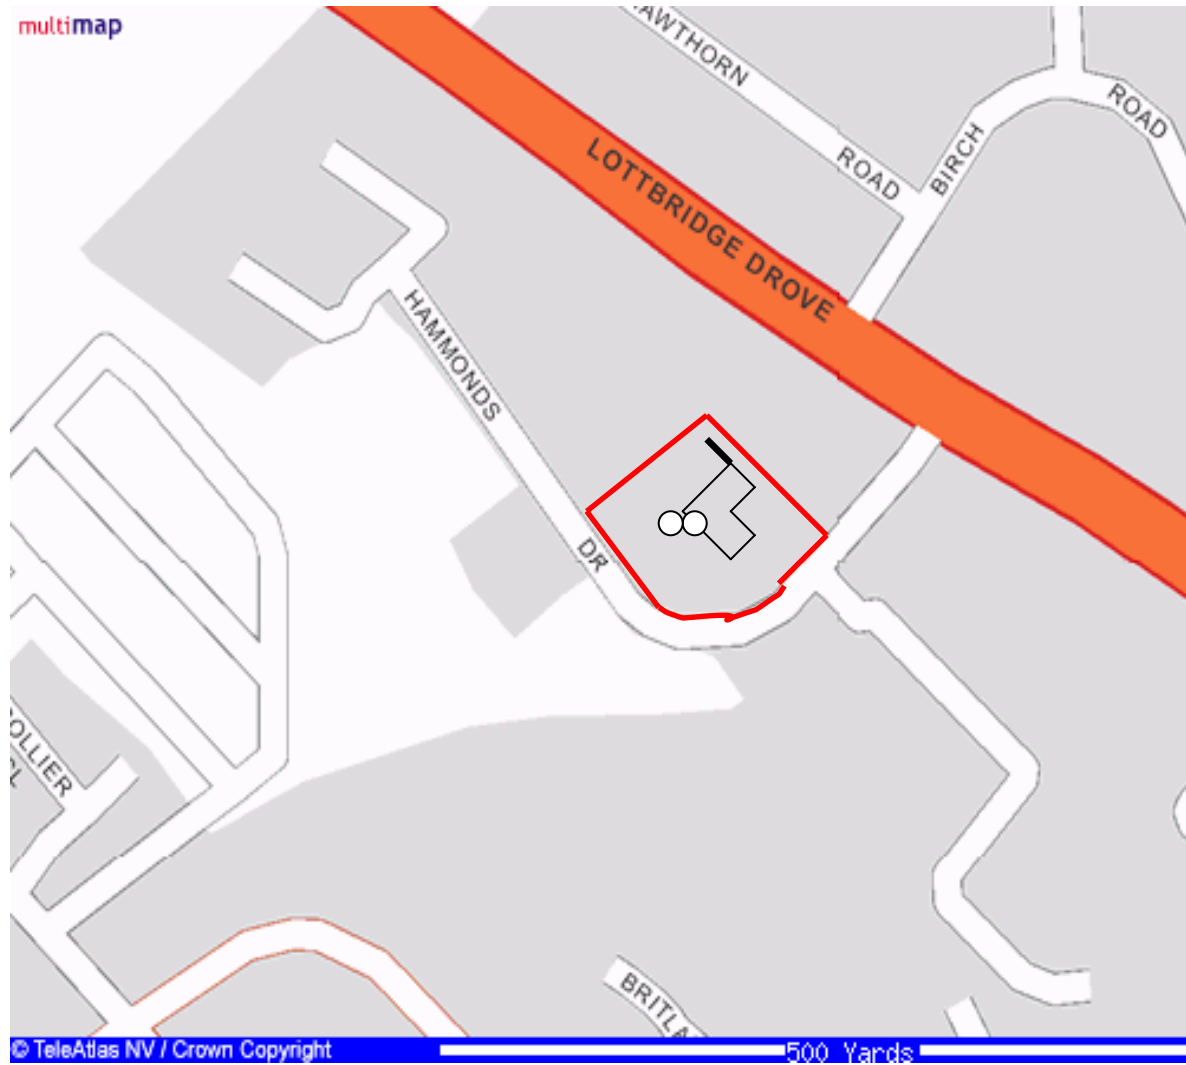 multimap
AWTHORN
ROAD
BIRCH
ROAD
LOTTBRIDGE DROVE
HAMMONDS
DR
OLLIER
BRITLA
© TeleAtlas NV / Crown Copyright
500 Yards